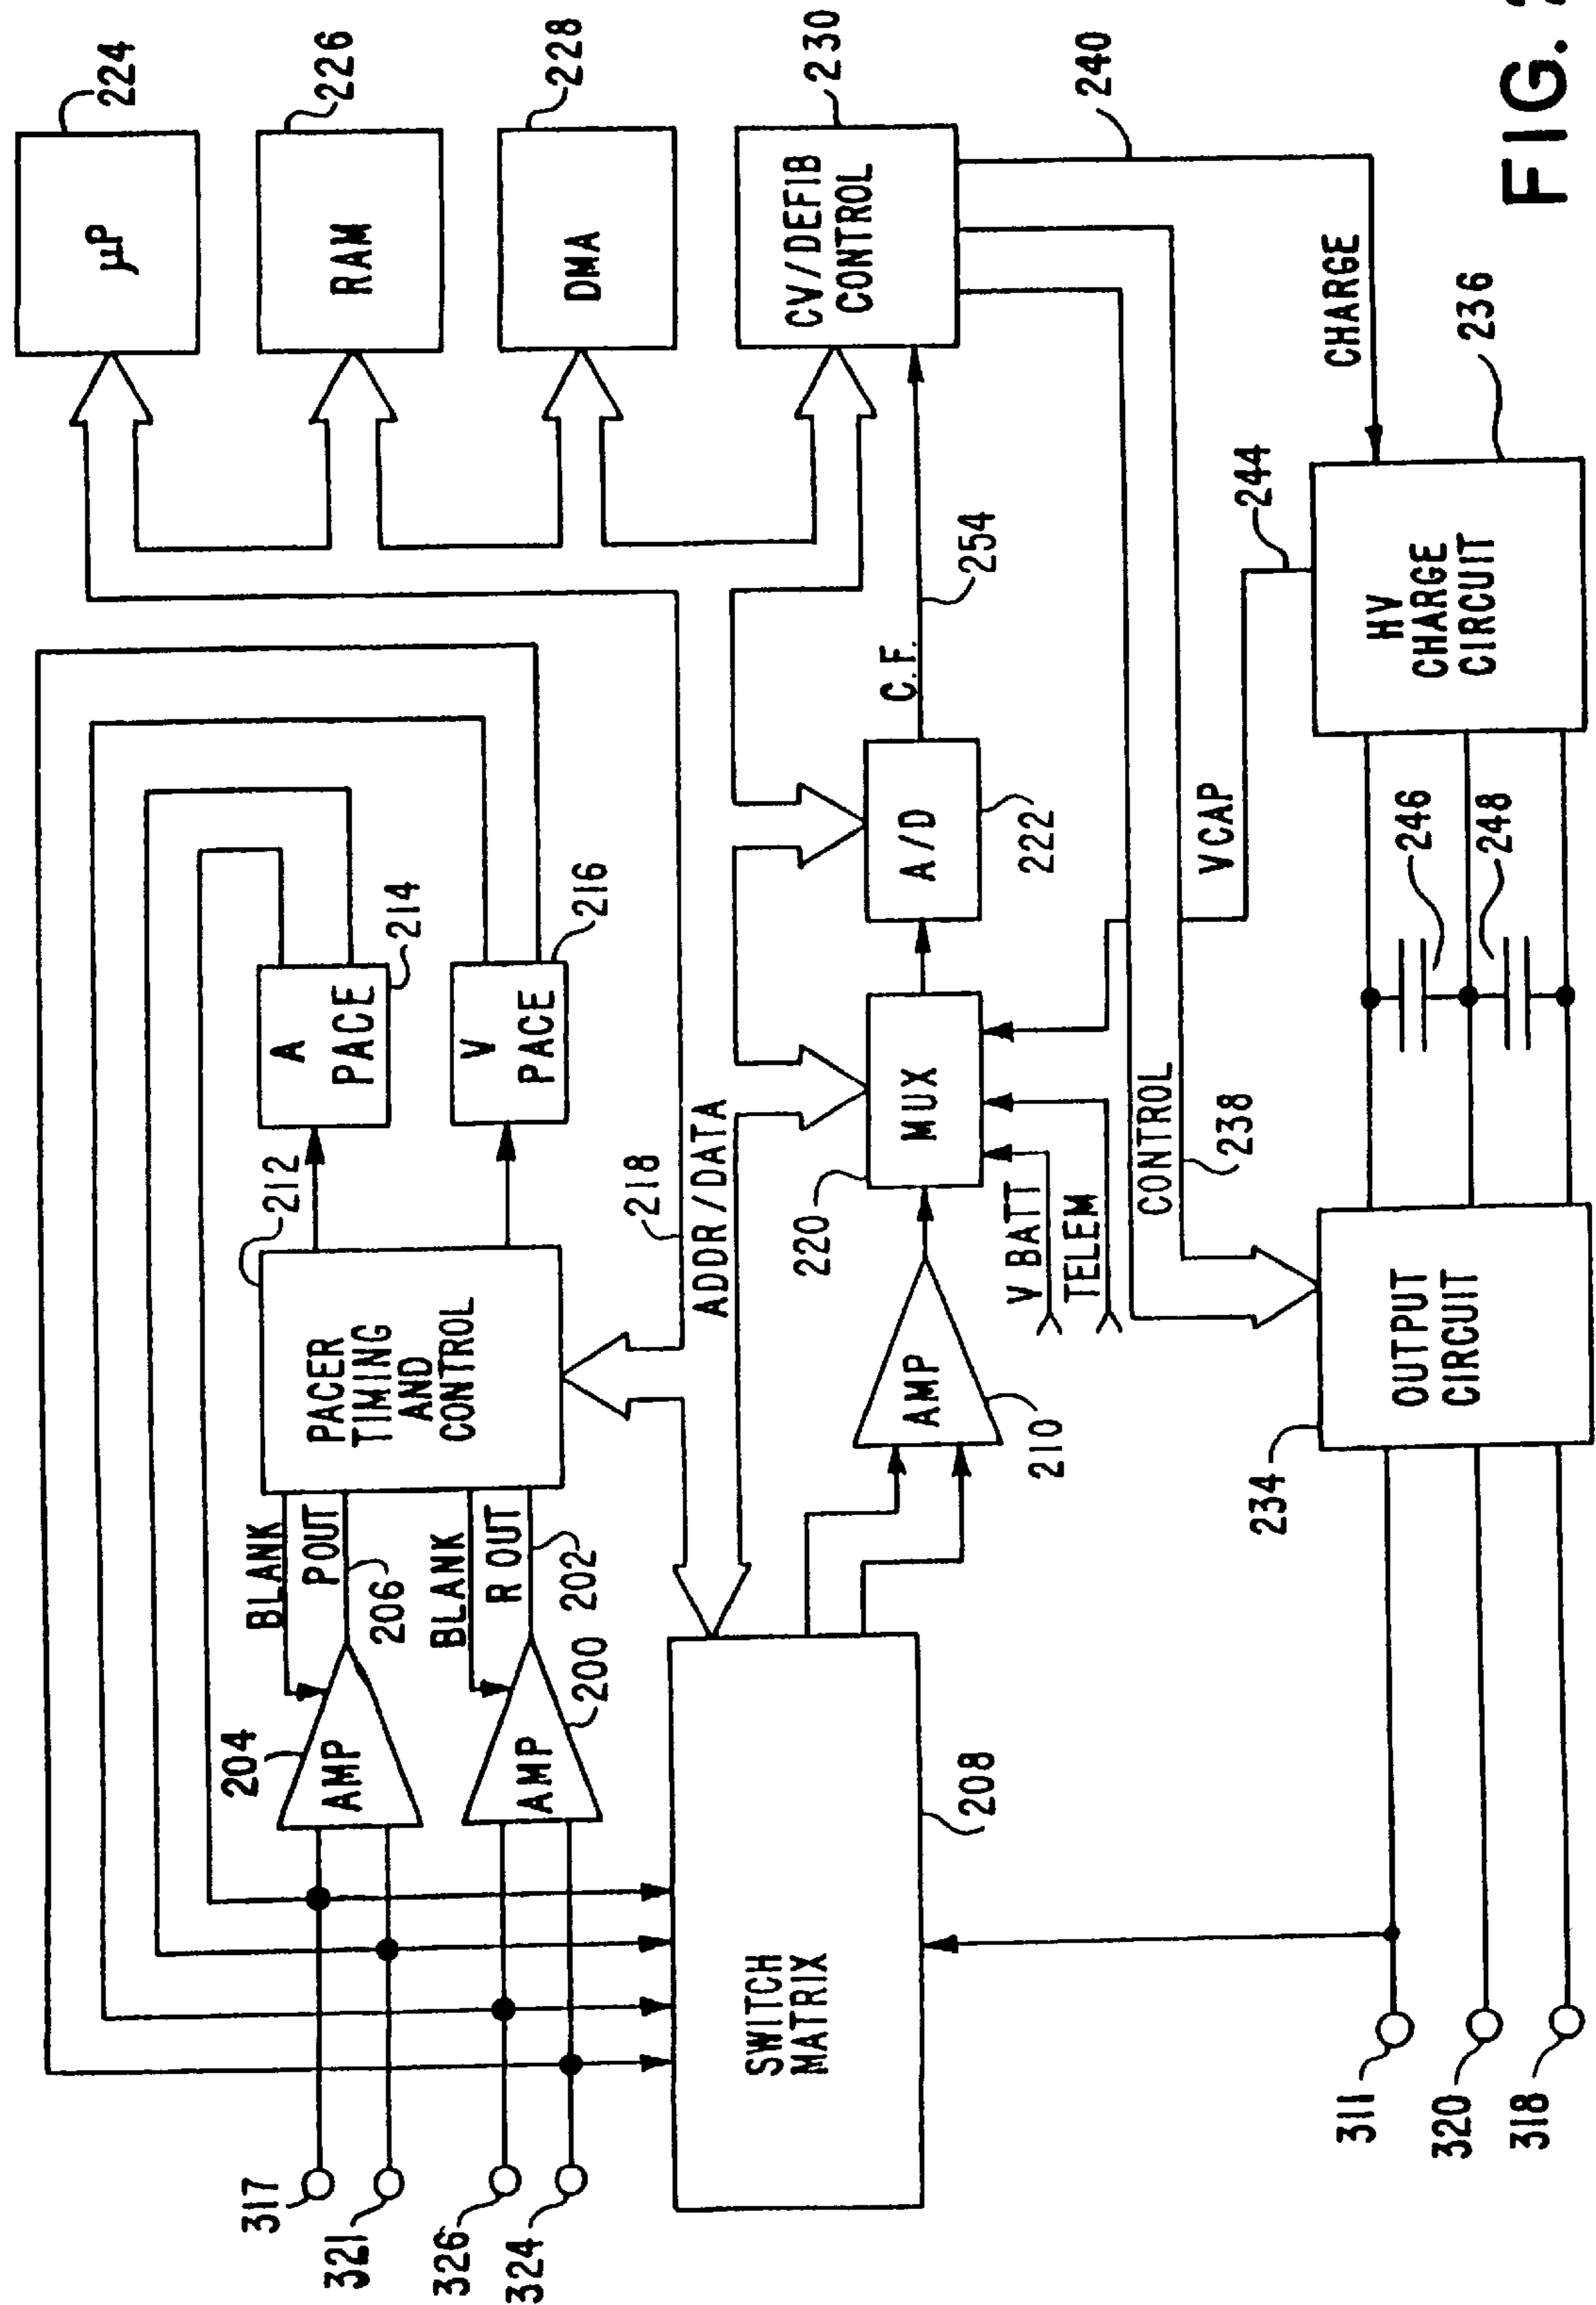 317
321
326
324
204
AMP
BLANK
POUT
206
AMP
200
BLANK
R OUT
202
PACER
TIMING
AND
CONTROL
212
A
PACE
214
V
PACE
216
μP
224
RAM
226
DMA
228
CV/DEFIB
CONTROL
230
218
ADDR/DATA
SWITCH
MATRIX
208
AMP
210
220
MUX
A/D
222
C.F.
254
V BATT
TELEM
CONTROL
238
VCAP
244
240
CHARGE
311
320
318
234
OUTPUT
CIRCUIT
246
248
HV
CHARGE
CIRCUIT
236
FIG.